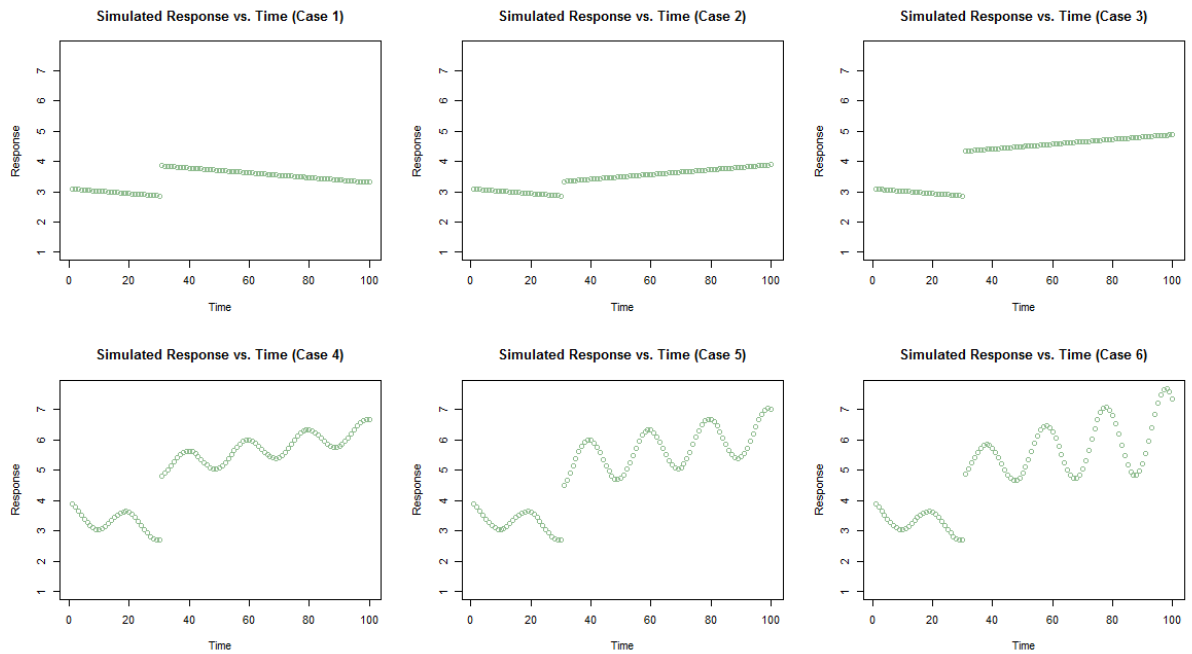 Simulated Response vs. Time (Case 1)
Response
7
6
5
4
3
2
1
0 20 40 60 80 100
Time
Simulated Response vs. Time (Case 2)
Response
7
6
5
4
3
2
1
0 20 40 60 80 100
Time
Simulated Response vs. Time (Case 3)
Response
7
6
5
4
3
2
1
0 20 40 60 80 100
Time
Simulated Response vs. Time (Case 4)
Response
7
6
5
4
3
2
1
0 20 40 60 80 100
Time
Simulated Response vs. Time (Case 5)
Response
7
6
5
4
3
2
1
0 20 40 60 80 100
Time
Simulated Response vs. Time (Case 6)
Response
7
6
5
4
3
2
1
0 20 40 60 80 100
Time